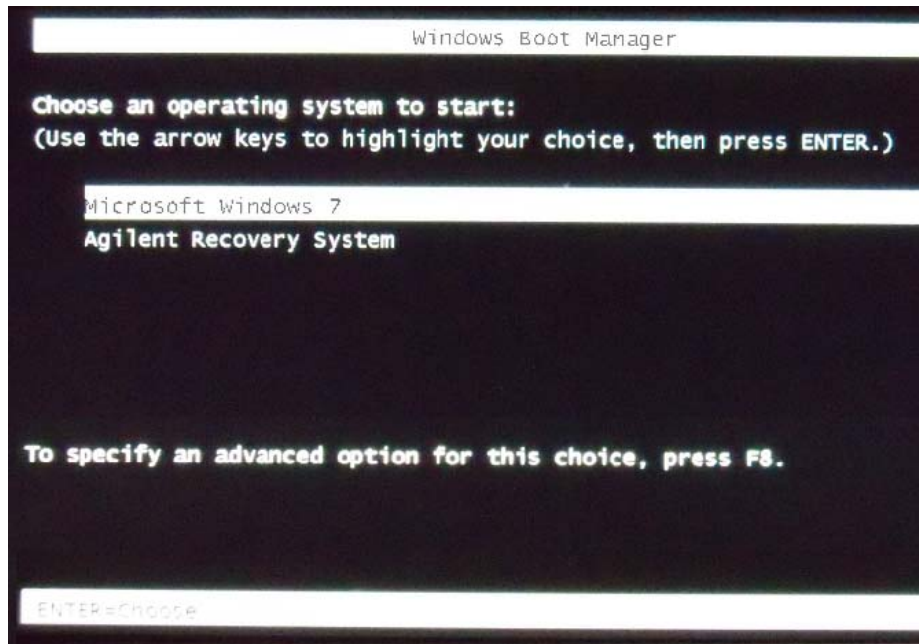 Windows Boot Manager
Choose an operating system to start:
(Use the arrow keys to highlight your choice, then press ENTER.)
Microsoft Windows 7
Agilent Recovery System
To specify an advanced option for this choice, press F8.
ENTER=Choose